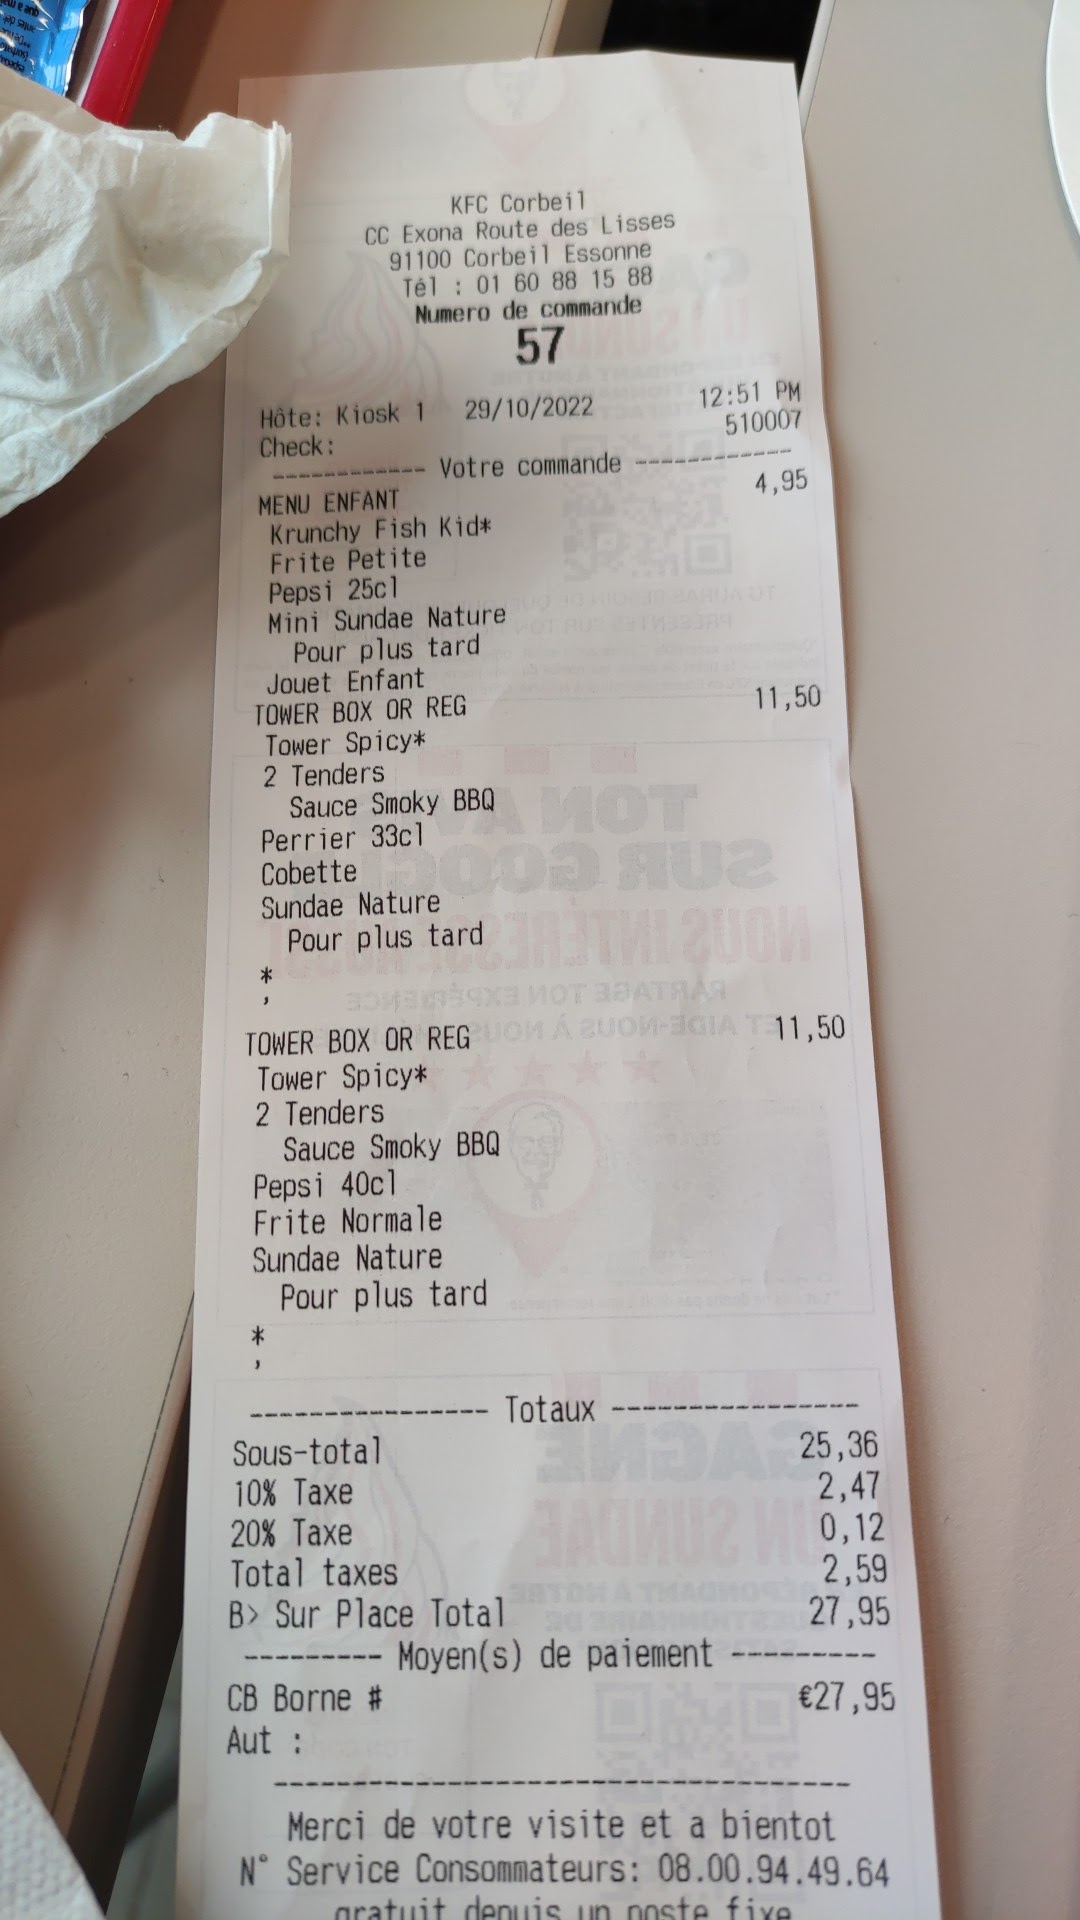 KFC Corbeil
CC Exona Route des Lisses
91100 Corbeil Essonne
Tél : 01 60 88 15 88
Numero de commande
57
Hôte: Kiosk 1 29/10/2022 12:51 PM
Check: 510007
------------ Votre commande ------------
MENU ENFANT 4,95
Krunchy Fish Kid*
Frite Petite
Pepsi 25cl
Mini Sundae Nature
Pour plus tard
Jouet Enfant
TOWER BOX OR REG 11,50
Tower Spicy*
2 Tenders
Sauce Smoky BBQ
Perrier 33cl
Cobette
Sundae Nature
Pour plus tard
*
,
TOWER BOX OR REG 11,50
Tower Spicy*
2 Tenders
Sauce Smoky BBQ
Pepsi 40cl
Frite Normale
Sundae Nature
Pour plus tard
*
,
---------------- Totaux ----------------
Sous-total 25,36
10% Taxe 2,47
20% Taxe 0,12
Total taxes 2,59
B> Sur Place Total 27,95
--------- Moyen(s) de paiement ---------
CB Borne # €27,95
Aut :
----------------------------------------
Merci de votre visite et a bientot
N° Service Consommateurs: 08.00.94.49.64
gratuit depuis un poste fixe